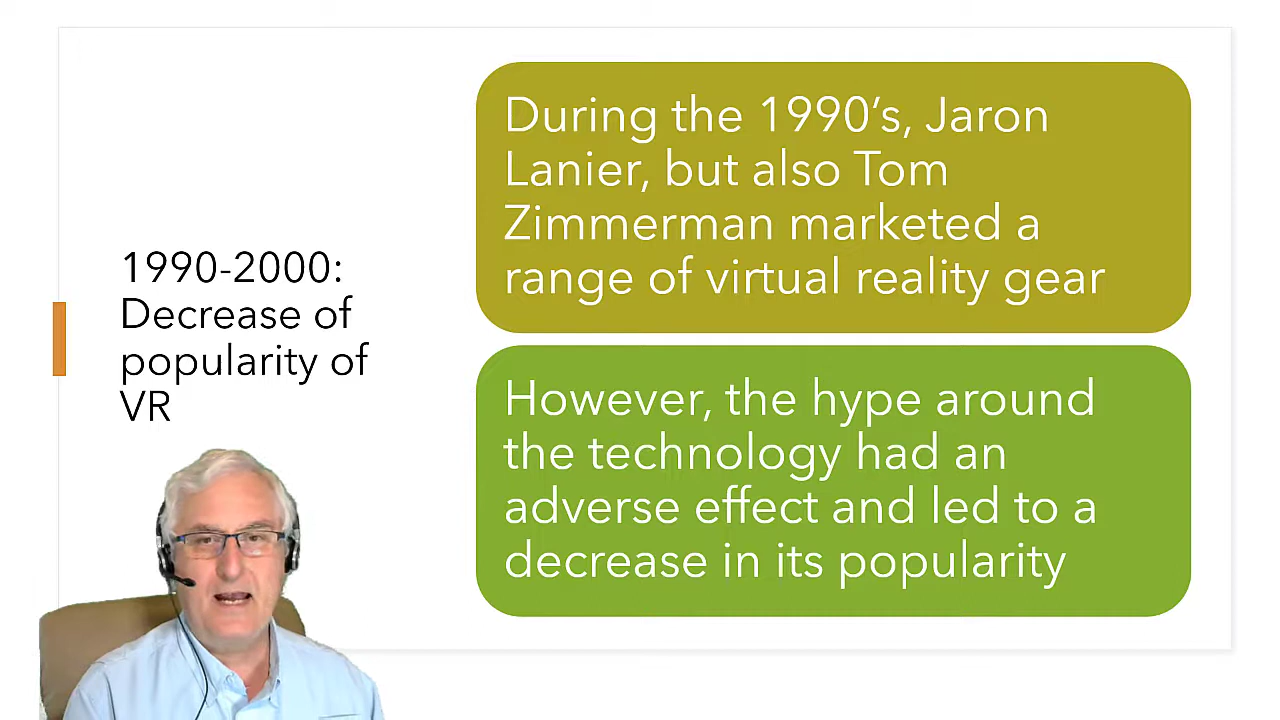 1990-2000:
Decrease of
popularity of
VR
During the 1990’s, Jaron
Lanier, but also Tom
Zimmerman marketed a
range of virtual reality gear
However, the hype around
the technology had an
adverse effect and led to a
decrease in its popularity